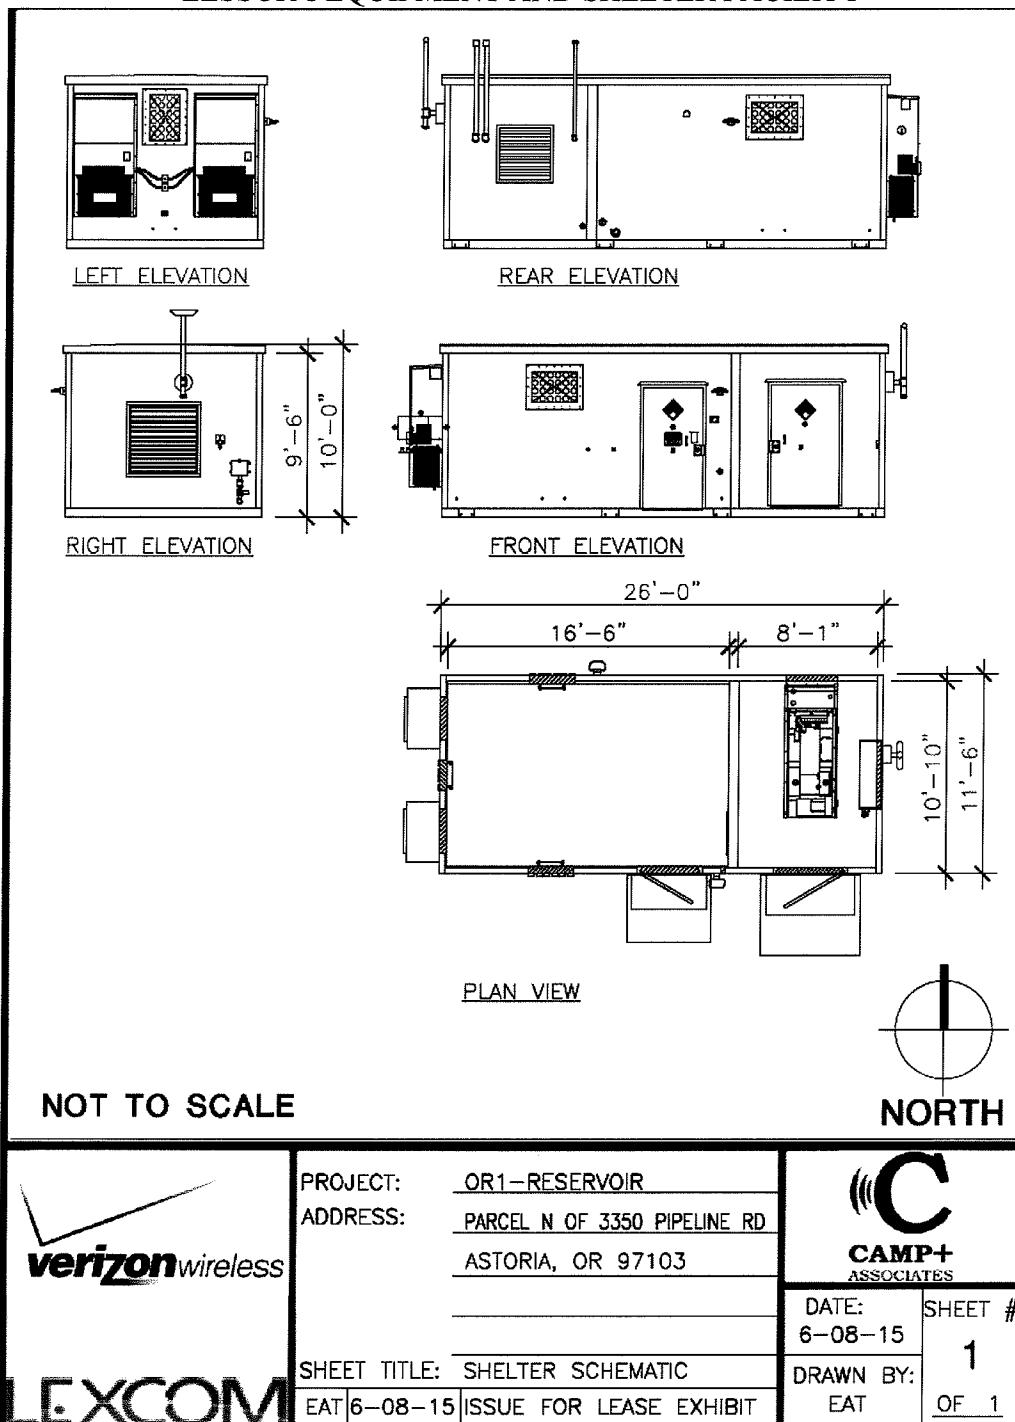 LEFT ELEVATION
REAR ELEVATION
9'-6"
10'-0"
RIGHT ELEVATION
FRONT ELEVATION
26'-0"
16'-6"
8'-1"
10'-10"
11'-6"
PLAN VIEW
NOT TO SCALE
NORTH
verizonwireless
LEXCOM
PROJECT: OR1-RESERVOIR
ADDRESS: PARCEL N OF 3350 PIPELINE RD
ASTORIA, OR 97103
SHEET TITLE: SHELTER SCHEMATIC
EAT 6-08-15 ISSUE FOR LEASE EXHIBIT
C
CAMP+
ASSOCIATES
DATE:
6-08-15
DRAWN BY:
EAT
SHEET #
1
OF 1